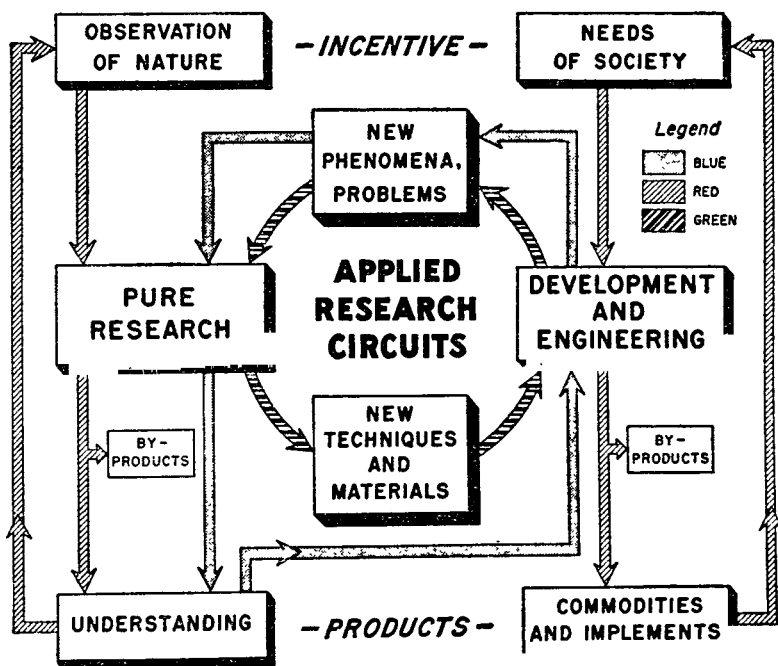 OBSERVATION
OF NATURE
– INCENTIVE –
NEEDS
OF SOCIETY
Legend
BLUE
RED
GREEN
NEW
PHENOMENA,
PROBLEMS
PURE
RESEARCH
APPLIED
RESEARCH
CIRCUITS
DEVELOPMENT
AND
ENGINEERING
BY–
PRODUCTS
NEW
TECHNIQUES
AND
MATERIALS
BY–
PRODUCTS
UNDERSTANDING
– PRODUCTS –
COMMODITIES
AND IMPLEMENTS